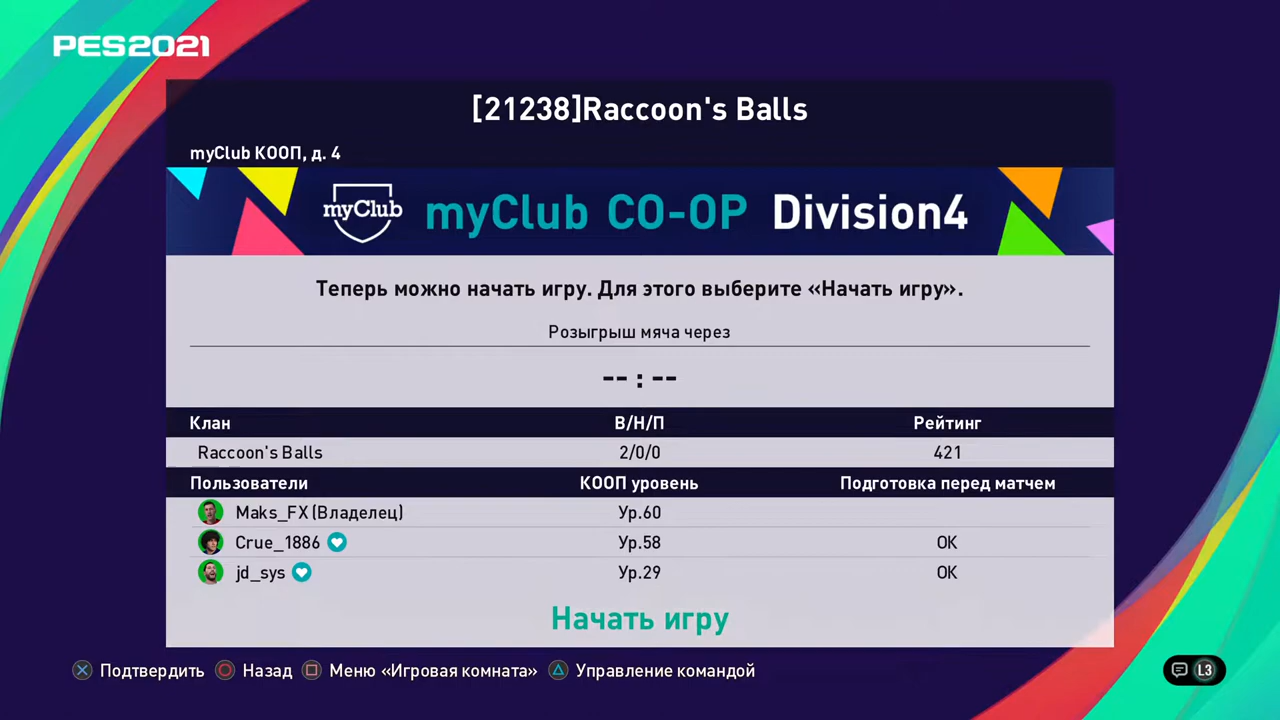 PES2021
[21238]Raccoon's Balls
myClub КООП, д. 4
myClub myClub CO-OP Division4
Теперь можно начать игру. Для этого выберите «Начать игру».
Розыгрыш мяча через
-- : --
Клан В/Н/П Рейтинг
Raccoon's Balls 2/0/0 421
Пользователи КООП уровень Подготовка перед матчем
Maks_FX(Владелец) Ур.60
Crue_1886 Ур.58 OK
jd_sys Ур.29 OK
Начать игру
Подтвердить Назад Меню «Игровая комната» Управление командой L3